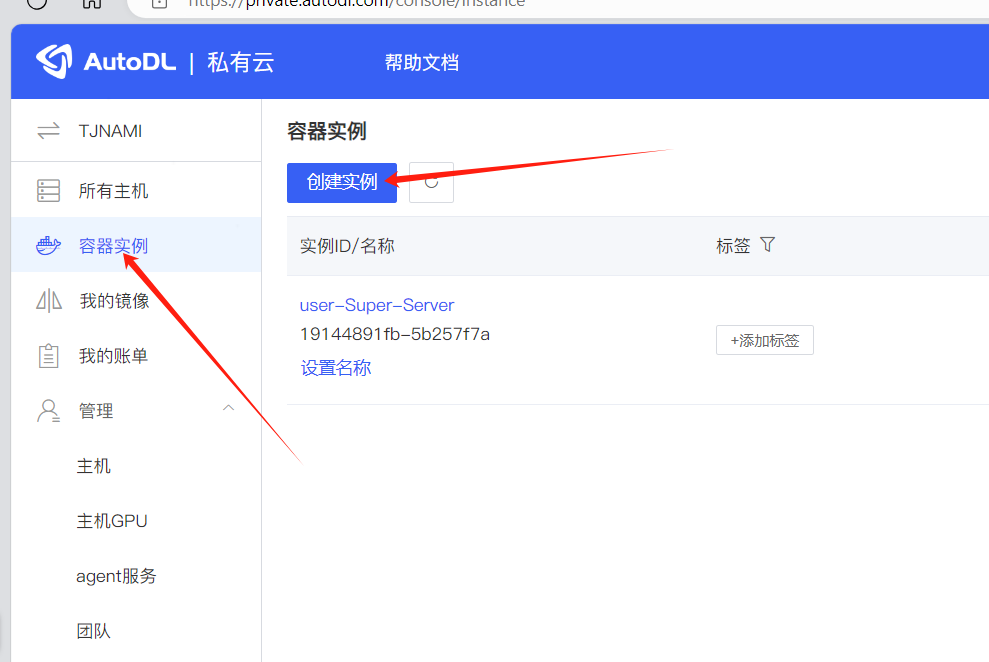 https://private.autodl.com/console/instance
AutoDL | 私有云
帮助文档
TJNAMI
所有主机
容器实例
我的镜像
我的账单
管理
主机
主机GPU
agent服务
团队
容器实例
创建实例
实例ID/名称
标签
user-Super-Server
19144891fb-5b257f7a
设置名称
+添加标签